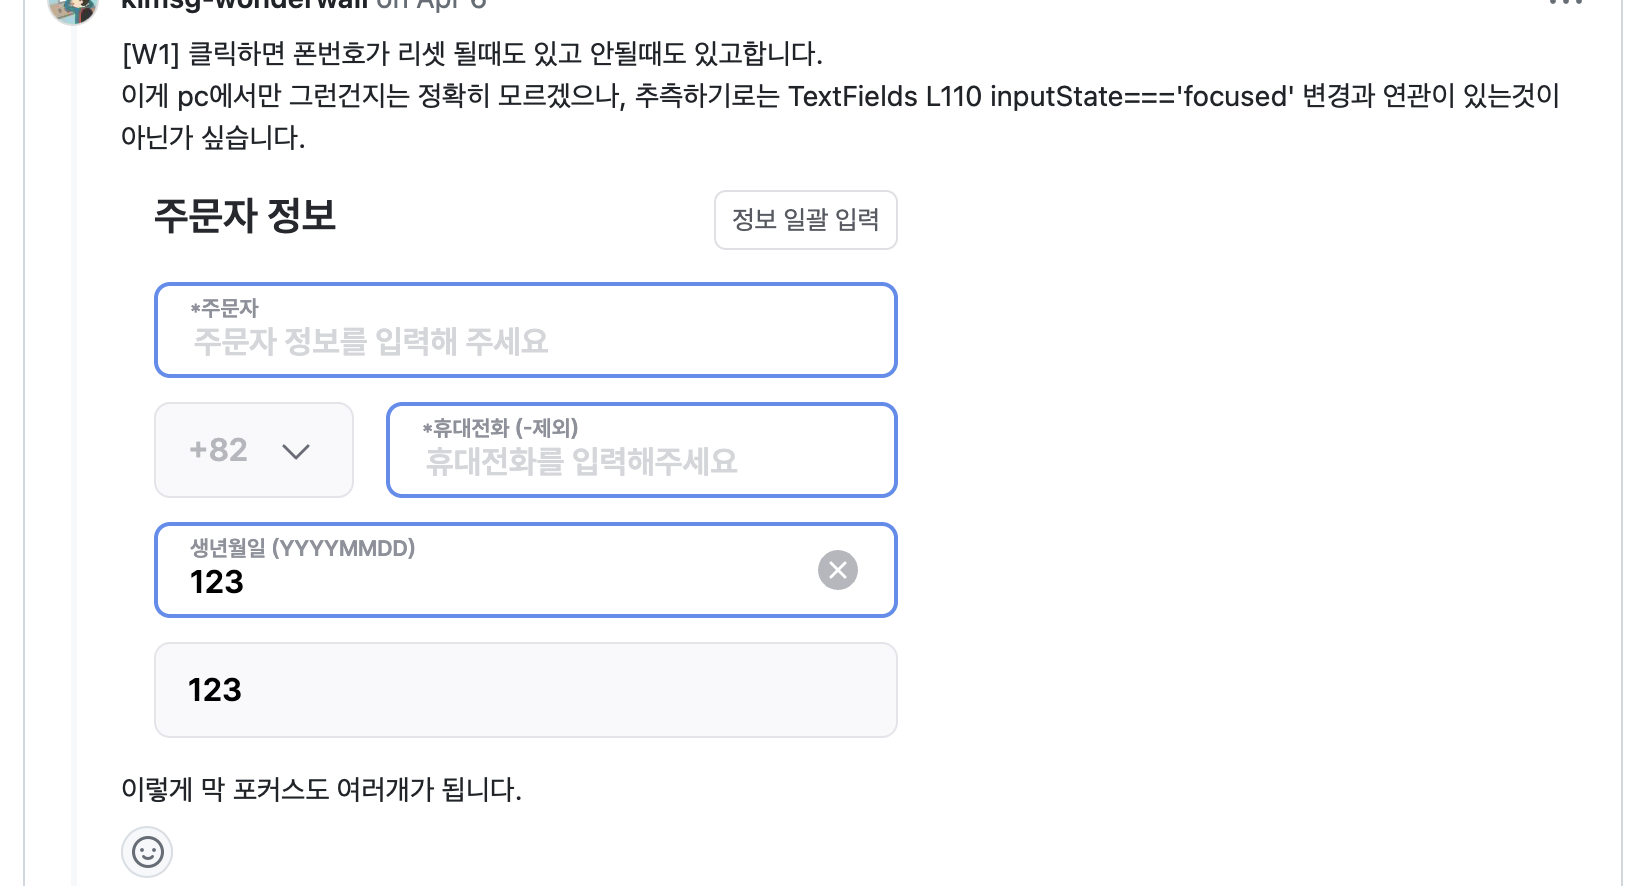 kimsg-wonderwall on Apr 6
[W1] 클릭하면 폰번호가 리셋 될때도 있고 안될때도 있고합니다.
이게 pc에서만 그런건지는 정확히 모르겠으나, 추측하기로는 TextFields L110 inputState==='focused' 변경과 연관이 있는것이
아닌가 싶습니다.
주문자 정보
정보 일괄 입력
*주문자
주문자 정보를 입력해 주세요
+82
*휴대전화 (-제외)
휴대전화를 입력해주세요
생년월일 (YYYYMMDD)
123
123
이렇게 막 포커스도 여러개가 됩니다.